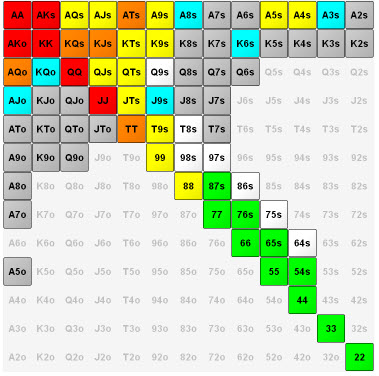 AA AKs AQs AJs ATs A9s A8s A7s A6s A5s A4s A3s A2s
AKo KK KQs KJs KTs K9s K8s K7s K6s K5s K4s K3s K2s
AQo KQo QQ QJs QTs Q9s Q8s Q7s Q6s Q5s Q4s Q3s Q2s
AJo KJo QJo JJ JTs J9s J8s J7s J6s J5s J4s J3s J2s
ATo KTo QTo JTo TT T9s T8s T7s T6s T5s T4s T3s T2s
A9o K9o Q9o J9o T9o 99 98s 97s 96s 95s 94s 93s 92s
A8o K8o Q8o J8o T8o 98o 88 87s 86s 85s 84s 83s 82s
A7o K7o Q7o J7o T7o 97o 87o 77 76s 75s 74s 73s 72s
A6o K6o Q6o J6o T6o 96o 86o 76o 66 65s 64s 63s 62s
A5o K5o Q5o J5o T5o 95o 85o 75o 65o 55 54s 53s 52s
A4o K4o Q4o J4o T4o 94o 84o 74o 64o 54o 44 43s 42s
A3o K3o Q3o J3o T3o 93o 83o 73o 63o 53o 43o 33 32s
A2o K2o Q2o J2o T2o 92o 82o 72o 62o 52o 42o 32o 22